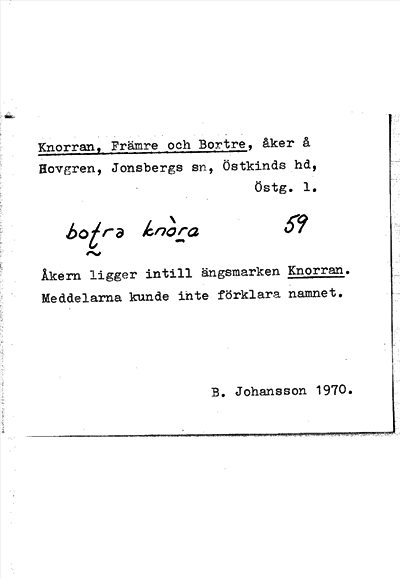 Knorran, Främre och Bortre, åker å
Hovgren, Jonsbergs sn, Östkinds hd,
Östg. l.
knòra 59
Åkern ligger intill ängsmarken Knorran.
Meddelarna kunde inte förklara namnet.
B. Johansson 1970.